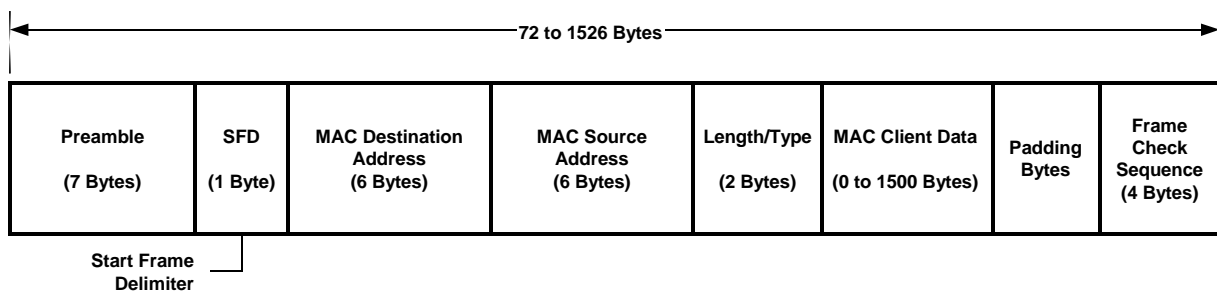 72 to 1526 Bytes
Preamble
(7 Bytes)
SFD
(1 Byte)
MAC Destination
Address
(6 Bytes)
MAC Source
Address
(6 Bytes)
Length/Type
(2 Bytes)
MAC Client Data
(0 to 1500 Bytes)
Padding
Bytes
Frame
Check
Sequence
(4 Bytes)
Start Frame
Delimiter